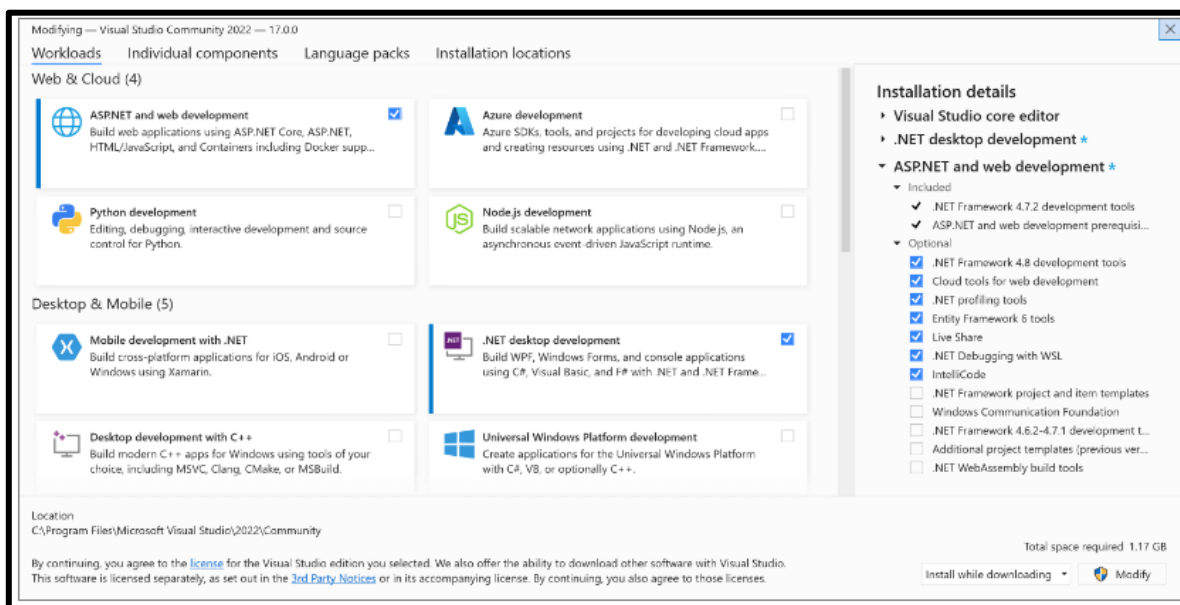 Modifying — Visual Studio Community 2022 — 17.0.0
Workloads
Individual components
Language packs
Installation locations
Web & Cloud (4)
ASP.NET and web development
Build web applications using ASP.NET Core, ASP.NET,
HTML/JavaScript, and Containers including Docker supp...
Azure development
Azure SDKs, tools, and projects for developing cloud apps
and creating resources using .NET and .NET Framework....
Python development
Editing, debugging, interactive development and source
control for Python.
JS
Node.js development
Build scalable network applications using Node.js, an
asynchronous event-driven JavaScript runtime.
Desktop & Mobile (5)
Mobile development with .NET
Build cross-platform applications for iOS, Android or
Windows using Xamarin.
.NET
.NET desktop development
Build WPF, Windows Forms, and console applications
using C#, Visual Basic, and F# with .NET and .NET Frame...
Desktop development with C++
Build modern C++ apps for Windows using tools of your
choice, including MSVC, Clang, CMake, or MSBuild.
Universal Windows Platform development
Create applications for the Universal Windows Platform
with C#, VB, or optionally C++.
Installation details
Visual Studio core editor
.NET desktop development *
ASP.NET and web development *
Included
.NET Framework 4.7.2 development tools
ASP.NET and web development prerequisi...
Optional
.NET Framework 4.8 development tools
Cloud tools for web development
.NET profiling tools
Entity Framework 6 tools
Live Share
.NET Debugging with WSL
IntelliCode
.NET Framework project and item templates
Windows Communication Foundation
.NET Framework 4.6.2-4.7.1 development t...
Additional project templates (previous ver...
.NET WebAssembly build tools
Location
C:\Program Files\Microsoft Visual Studio\2022\Community
By continuing, you agree to the license for the Visual Studio edition you selected. We also offer the ability to download other software with Visual Studio.
This software is licensed separately, as set out in the 3rd Party Notices or in its accompanying license. By continuing, you also agree to those licenses.
Total space required 1.17 GB
Install while downloading
Modify